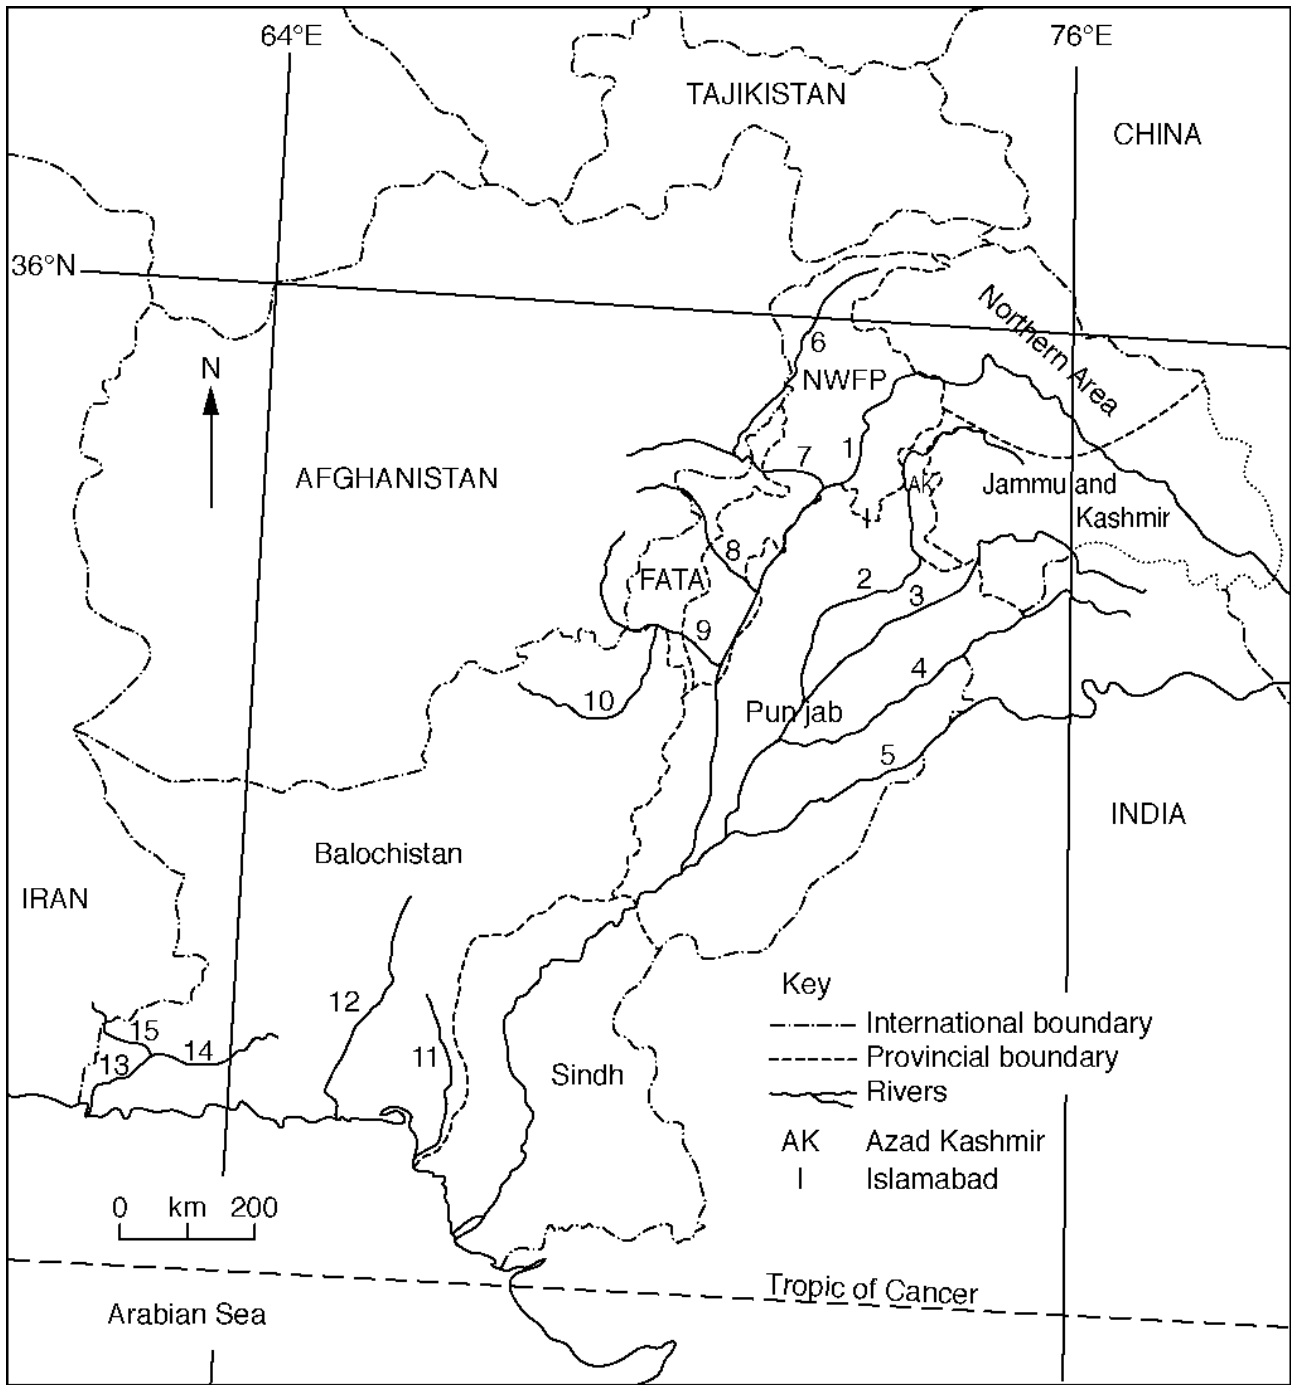 64°E
76°E
TAJIKISTAN
CHINA
36°N
Northern Area
6
N
NWFP
1
7
AFGHANISTAN
AK
Jammu and
Kashmir
I
8
FATA
2
3
9
4
10
Punjab
5
INDIA
Balochistan
IRAN
Key
12
15
14
13
11
International boundary
Provincial boundary
Sindh
Rivers
AK Azad Kashmir
I Islamabad
0 km 200
Tropic of Cancer
Arabian Sea